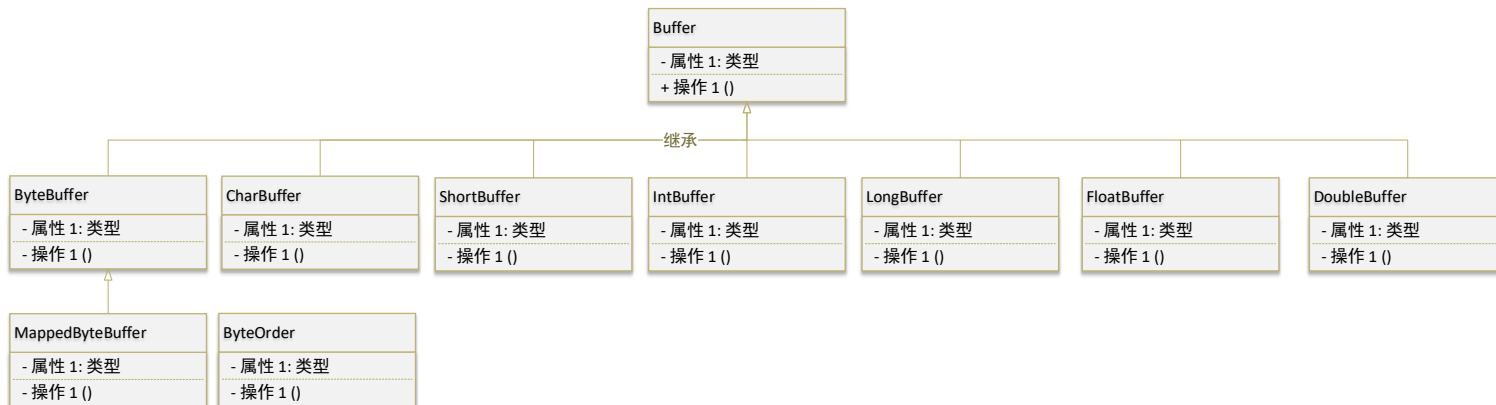 Buffer
- 属性 1: 类型
+ 操作 1 ()
继承
ByteBuffer
- 属性 1: 类型
- 操作 1 ()
CharBuffer
- 属性 1: 类型
- 操作 1 ()
ShortBuffer
- 属性 1: 类型
- 操作 1 ()
IntBuffer
- 属性 1: 类型
- 操作 1 ()
LongBuffer
- 属性 1: 类型
- 操作 1 ()
FloatBuffer
- 属性 1: 类型
- 操作 1 ()
DoubleBuffer
- 属性 1: 类型
- 操作 1 ()
MappedByteBuffer
- 属性 1: 类型
- 操作 1 ()
ByteOrder
- 属性 1: 类型
- 操作 1 ()